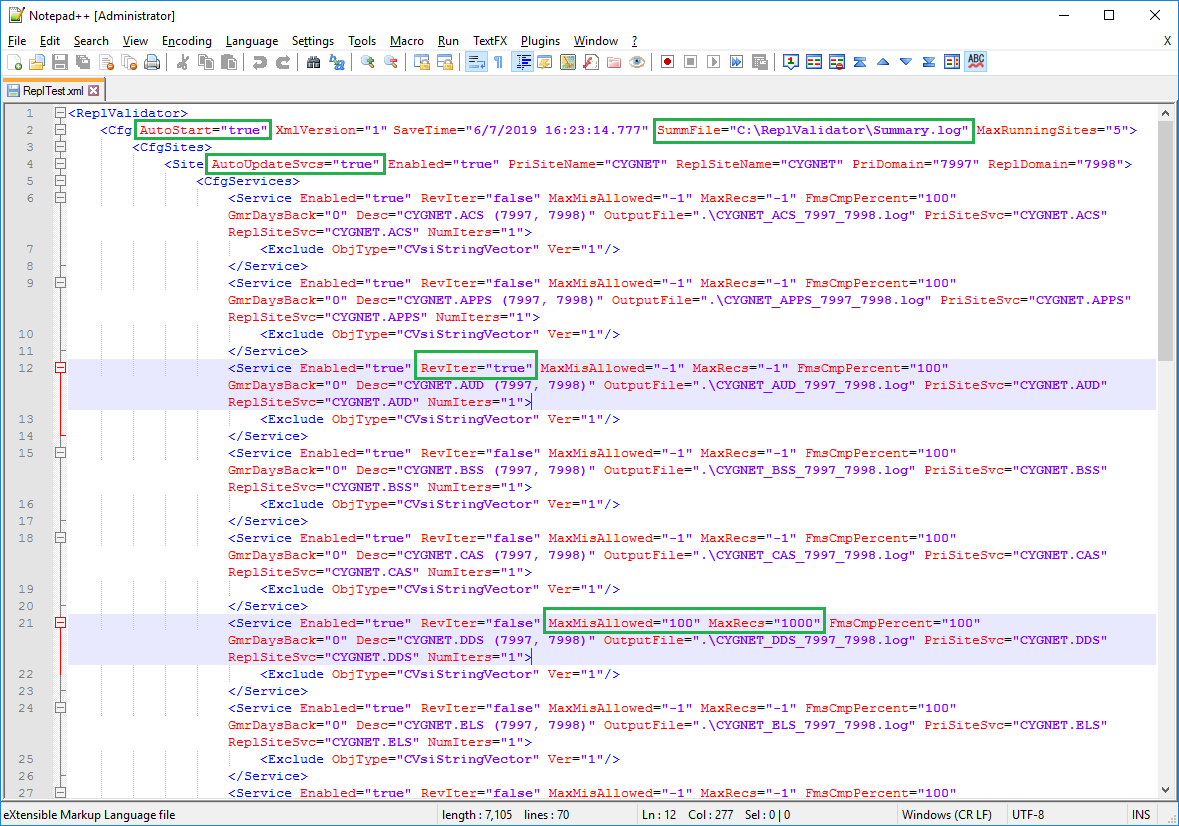 Notepad++ [Administrator]
File Edit Search View Encoding Language Settings Tools Macro Run TextFX Plugins Window ? X
ABC
ReplTest.xml
1 <ReplValidator>
2 <Cfg AutoStart="true" XmlVersion="1" SaveTime="6/7/2019 16:23:14.777" SummFile="C:\ReplValidator\Summary.log" MaxRunningSites="5">
3 <CfgSites>
4 <Site AutoUpdateSvcs="true" Enabled="true" PriSiteName="CYGNET" ReplSiteName="CYGNET" PriDomain="7997" ReplDomain="7998">
5 <CfgServices>
6 <Service Enabled="true" RevIter="false" MaxMisAllowed="-1" MaxRecs="-1" FmsCmpPercent="100"
GmrDaysBack="0" Desc="CYGNET.ACS (7997, 7998)" OutputFile=".\CYGNET_ACS_7997_7998.log" PriSiteSvc="CYGNET.ACS"
ReplSiteSvc="CYGNET.ACS" NumIters="1">
7 <Exclude ObjType="CVsiStringVector" Ver="1"/>
8 </Service>
9 <Service Enabled="true" RevIter="false" MaxMisAllowed="-1" MaxRecs="-1" FmsCmpPercent="100"
GmrDaysBack="0" Desc="CYGNET.APPS (7997, 7998)" OutputFile=".\CYGNET_APPS_7997_7998.log" PriSiteSvc="CYGNET.APPS"
ReplSiteSvc="CYGNET.APPS" NumIters="1">
10 <Exclude ObjType="CVsiStringVector" Ver="1"/>
11 </Service>
12 <Service Enabled="true" RevIter="true" MaxMisAllowed="-1" MaxRecs="-1" FmsCmpPercent="100"
GmrDaysBack="0" Desc="CYGNET.AUD (7997, 7998)" OutputFile=".\CYGNET_AUD_7997_7998.log" PriSiteSvc="CYGNET.AUD"
ReplSiteSvc="CYGNET.AUD" NumIters="1">
13 <Exclude ObjType="CVsiStringVector" Ver="1"/>
14 </Service>
15 <Service Enabled="true" RevIter="false" MaxMisAllowed="-1" MaxRecs="-1" FmsCmpPercent="100"
GmrDaysBack="0" Desc="CYGNET.BSS (7997, 7998)" OutputFile=".\CYGNET_BSS_7997_7998.log" PriSiteSvc="CYGNET.BSS"
ReplSiteSvc="CYGNET.BSS" NumIters="1">
16 <Exclude ObjType="CVsiStringVector" Ver="1"/>
17 </Service>
18 <Service Enabled="true" RevIter="false" MaxMisAllowed="-1" MaxRecs="-1" FmsCmpPercent="100"
GmrDaysBack="0" Desc="CYGNET.CAS (7997, 7998)" OutputFile=".\CYGNET_CAS_7997_7998.log" PriSiteSvc="CYGNET.CAS"
ReplSiteSvc="CYGNET.CAS" NumIters="1">
19 <Exclude ObjType="CVsiStringVector" Ver="1"/>
20 </Service>
21 <Service Enabled="true" RevIter="false" MaxMisAllowed="100" MaxRecs="1000" FmsCmpPercent="100"
GmrDaysBack="0" Desc="CYGNET.DDS (7997, 7998)" OutputFile=".\CYGNET_DDS_7997_7998.log" PriSiteSvc="CYGNET.DDS"
ReplSiteSvc="CYGNET.DDS" NumIters="1">
22 <Exclude ObjType="CVsiStringVector" Ver="1"/>
23 </Service>
24 <Service Enabled="true" RevIter="false" MaxMisAllowed="-1" MaxRecs="-1" FmsCmpPercent="100"
GmrDaysBack="0" Desc="CYGNET.ELS (7997, 7998)" OutputFile=".\CYGNET_ELS_7997_7998.log" PriSiteSvc="CYGNET.ELS"
ReplSiteSvc="CYGNET.ELS" NumIters="1">
25 <Exclude ObjType="CVsiStringVector" Ver="1"/>
26 </Service>
27 <Service Enabled="true" RevIter="false" MaxMisAllowed="-1" MaxRecs="-1" FmsCmpPercent="100"
eXtensible Markup Language file length : 7,105 lines : 70 Ln : 12 Col : 277 Sel : 0 | 0 Windows (CR LF) UTF-8 INS